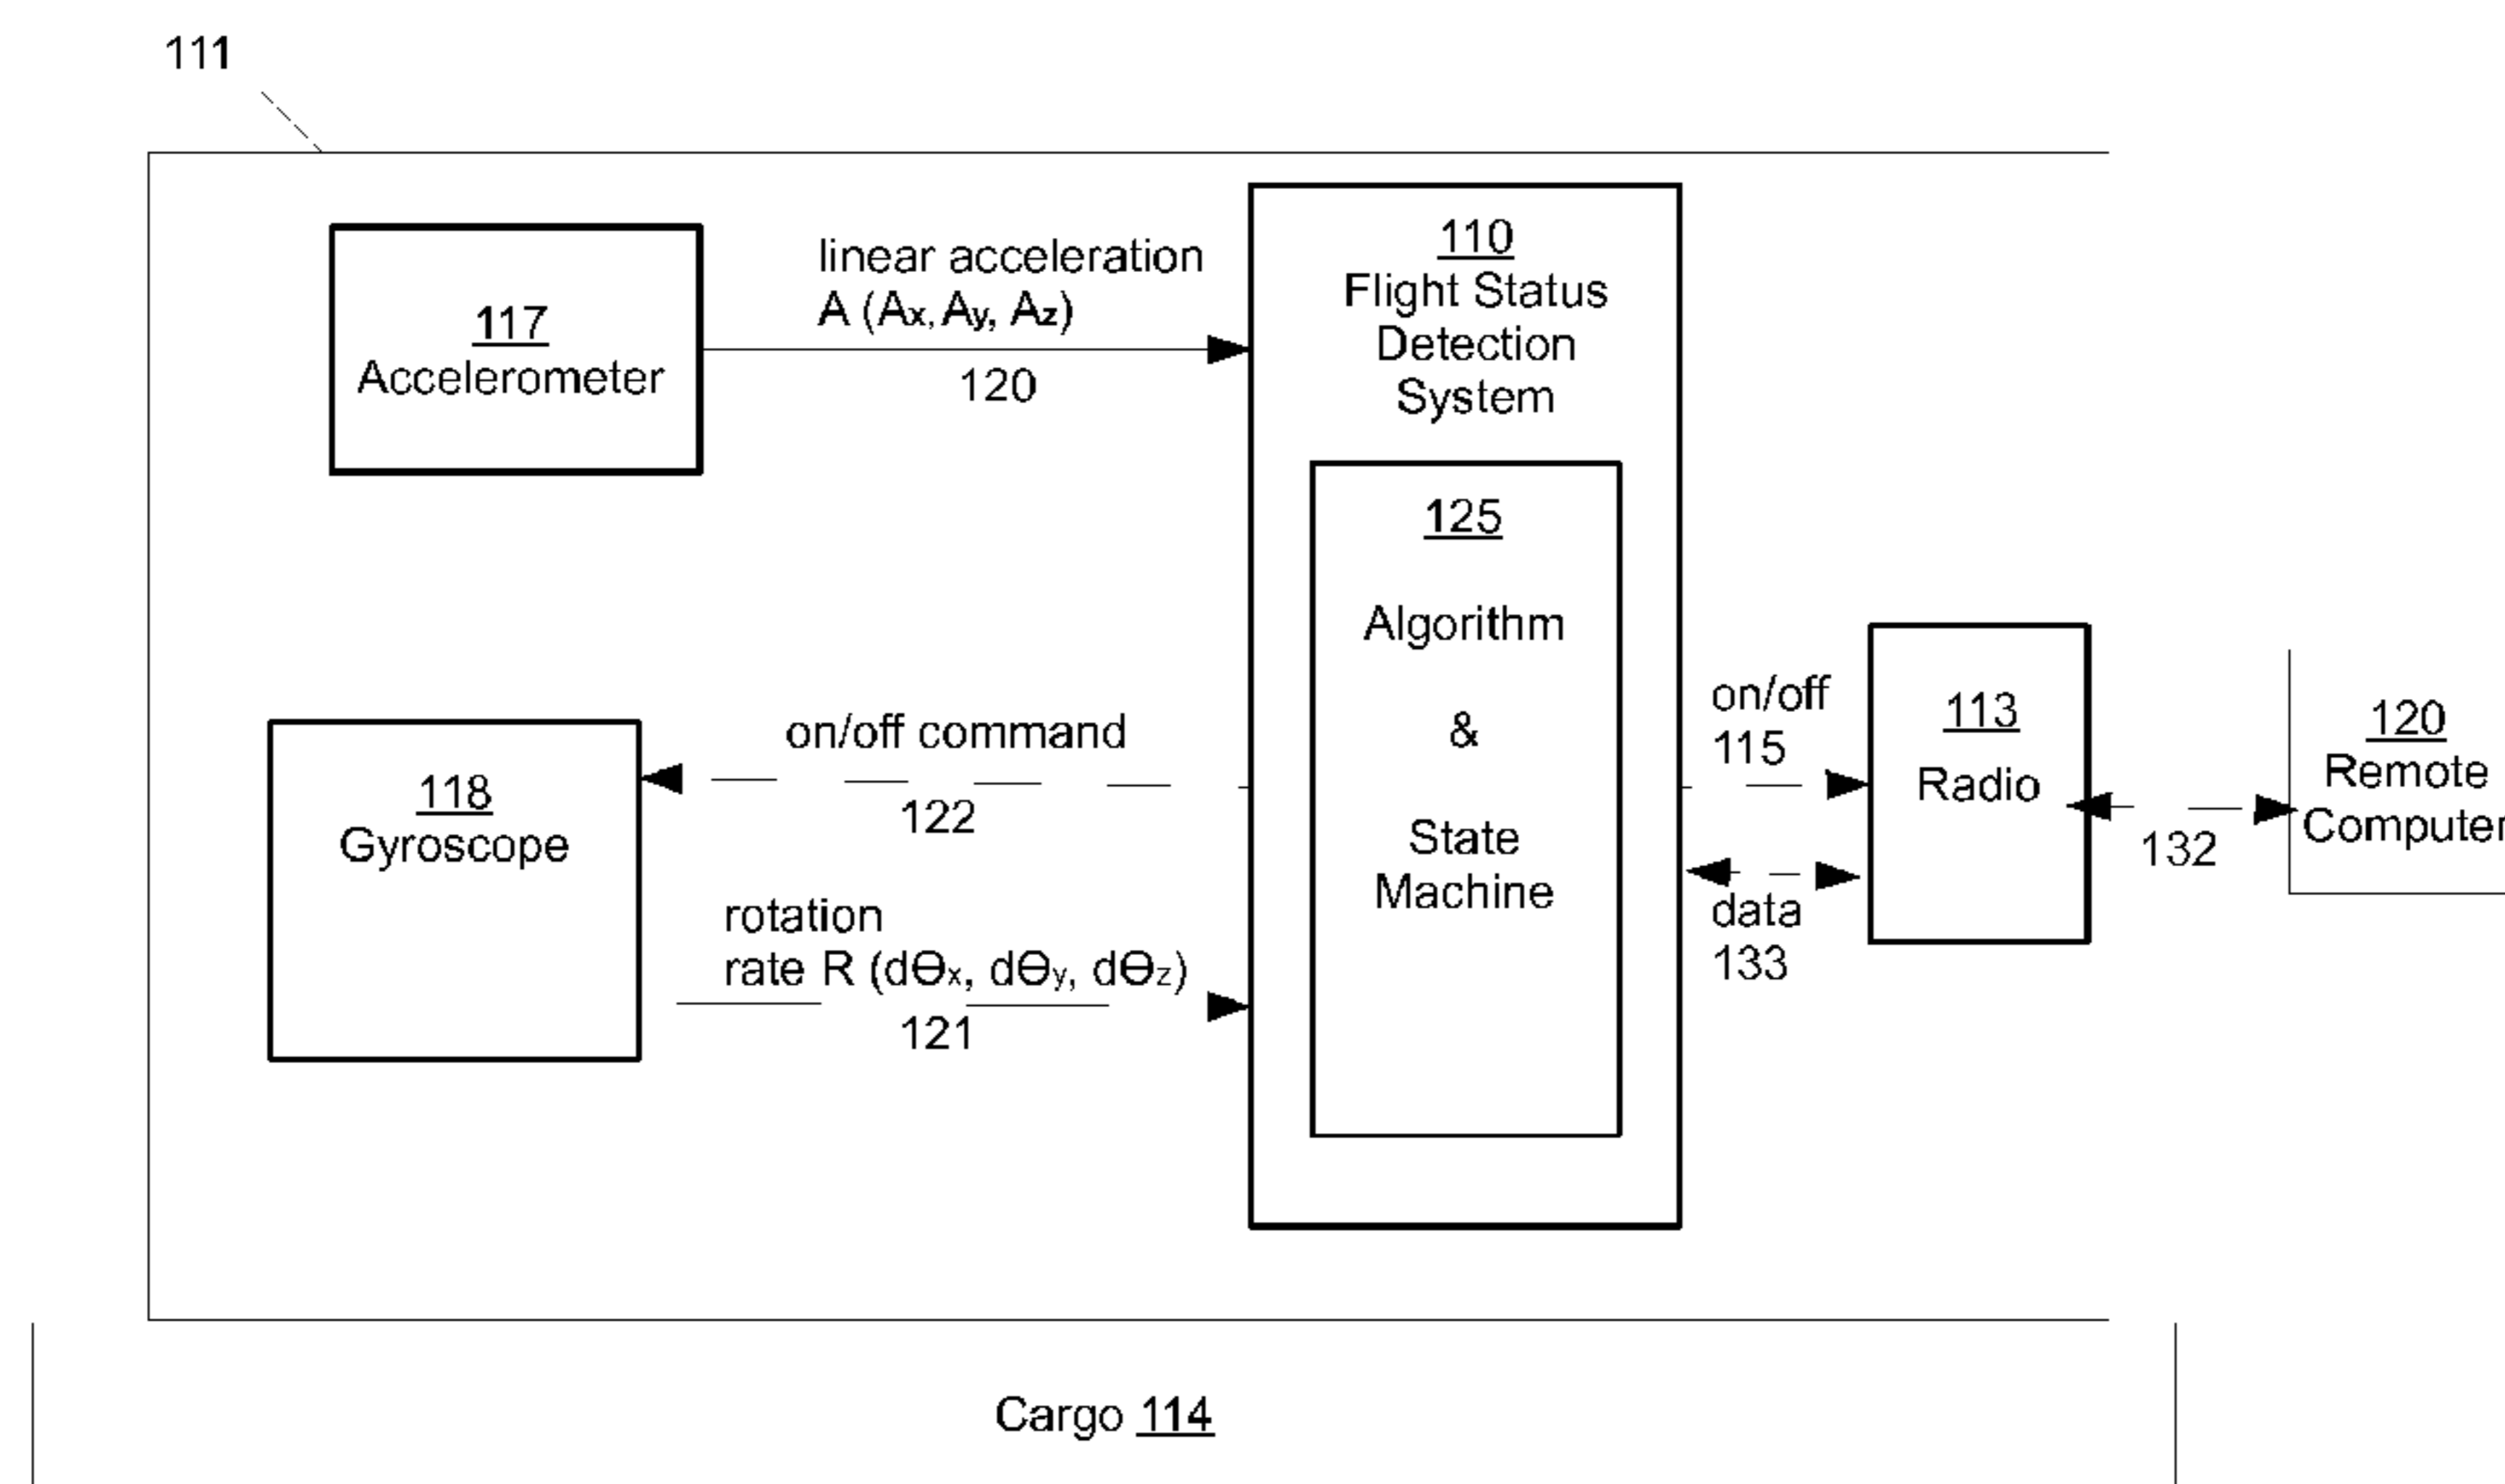 111
117
Accelerometer
linear acceleration
A (Ax, Ay, Az)
120
110
Flight Status
Detection
System
125
Algorithm
&
State
Machine
118
Gyroscope
on/off command
122
rotation
rate R (dΘx, dΘy, dΘz)
121
on/off
115
data
133
113
Radio
132
120
Remote
Computer
Cargo 114